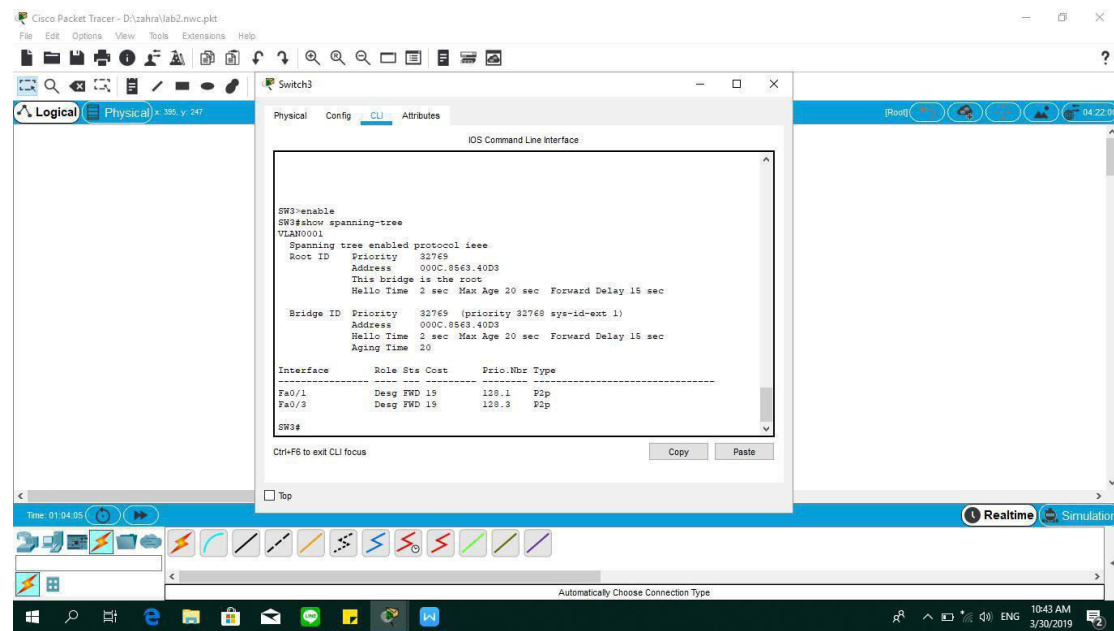 Cisco Packet Tracer - D:\zahra\lab2.nwc.pkt
File Edit Options View Tools Extensions Help
?
Switch3
Logical Physical x: 395, y: 247
[Root] 04:22:00
Physical Config CLI Attributes
IOS Command Line Interface
SW3>enable
SW3#show spanning-tree
VLAN0001
Spanning tree enabled protocol ieee
Root ID Priority 32769
Address 000C.8563.40D3
This bridge is the root
Hello Time 2 sec Max Age 20 sec Forward Delay 15 sec
Bridge ID Priority 32769 (priority 32768 sys-id-ext 1)
Address 000C.8563.40D3
Hello Time 2 sec Max Age 20 sec Forward Delay 15 sec
Aging Time 20
Interface Role Sts Cost Prio.Nbr Type
---------------- ---- --- --------- -------- --------------------------------
Fa0/1 Desg FWD 19 128.1 P2p
Fa0/3 Desg FWD 19 128.3 P2p
SW3#
Ctrl+F6 to exit CLI focus
Copy Paste
Top
Time: 01:04:05
Realtime Simulation
Automatically Choose Connection Type
ENG
10:43 AM
3/30/2019
2